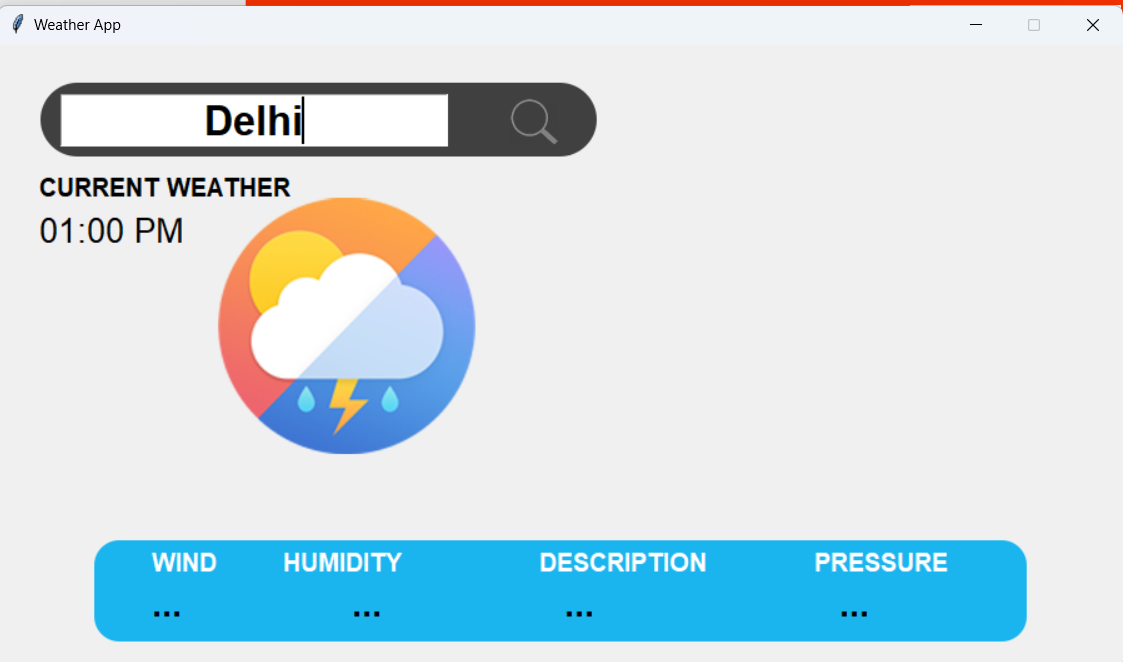 Weather App
Delhi
CURRENT WEATHER
01:00 PM
WIND HUMIDITY DESCRIPTION PRESSURE
... ... ... ...